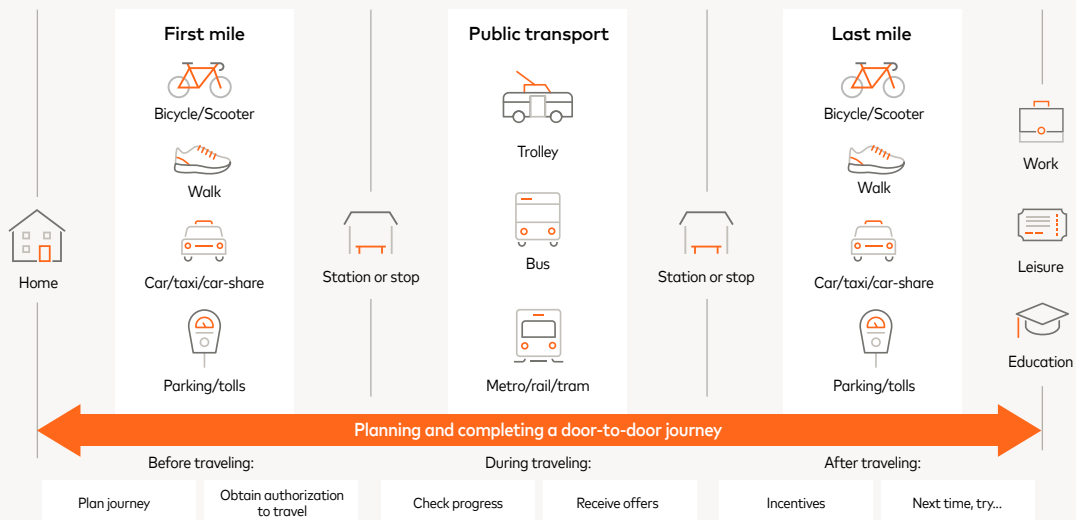 First mile
Public transport
Last mile
Bicycle/Scooter
Walk
Car/taxi/car-share
Parking/tolls
Home
Station or stop
Trolley
Bus
Metro/rail/tram
Station or stop
Bicycle/Scooter
Walk
Car/taxi/car-share
Parking/tolls
Work
Leisure
Education
Planning and completing a door-to-door journey
Before traveling:
During traveling:
After traveling:
Plan journey
Obtain authorization
to travel
Check progress
Receive offers
Incentives
Next time, try...